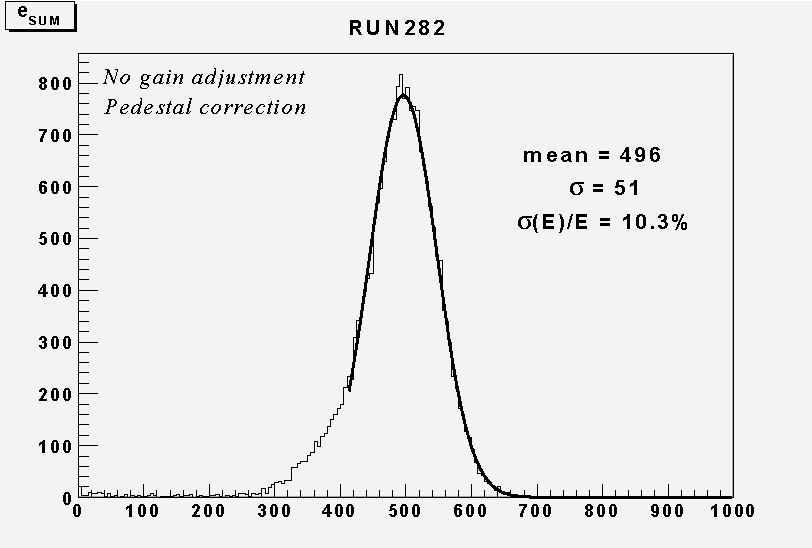 eSUM
RUN282
No gain adjustment
Pedestal correction
mean = 496
σ = 51
σ(E)/E = 10.3%
800
700
600
500
400
300
200
100
0
0 100 200 300 400 500 600 700 800 900 1000